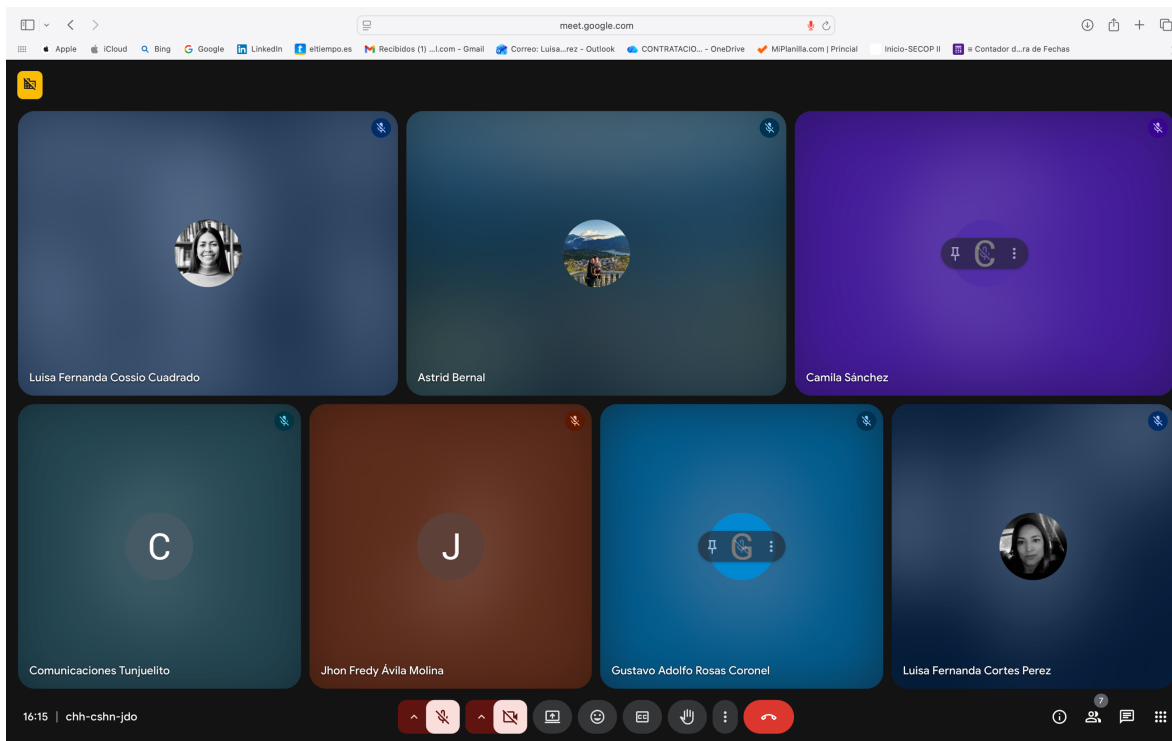 meet.google.com
Apple iCloud Bing Google LinkedIn eltiempo.es Recibidos (1) ...l.com - Gmail Correo: Luisa...rez - Outlook CONTRATACIO... - OneDrive MiPlanilla.com | Princial Inicio-SECOP II = Contador d...ra de Fechas
Luisa Fernanda Cossio Cuadrado
Astrid Bernal
C
Camila Sánchez
C
Comunicaciones Tunjuelito
J
Jhon Fredy Ávila Molina
G
Gustavo Adolfo Rosas Coronel
Luisa Fernanda Cortes Perez
16:15 | chh-cshn-jdo
CC
7